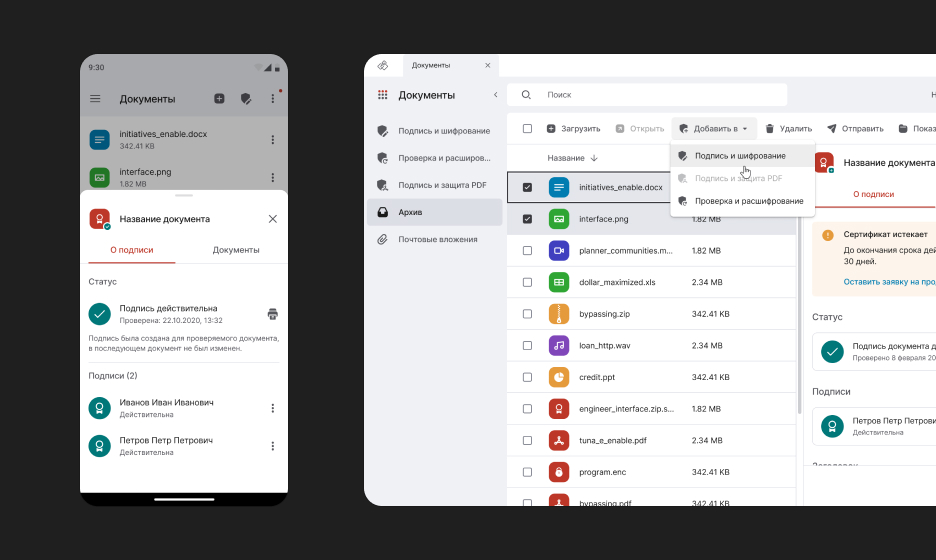 9:30
Документы
initiatives_enable.docx
342.41 KB
interface.png
1.82 MB
Название документа
О подписи
Документы
Статус
Подпись действительна
Проверена: 22.10.2020, 13:32
Подпись была создана для проверяемого документа,
в последующем документ не был изменен.
Подписи (2)
Иванов Иван Иванович
Действительна
Петров Петр Петрович
Действительна
Документы
Документы
Подпись и шифрование
Проверка и расширов...
Подпись и защита PDF
Архив
Почтовые вложения
Поиск
Загрузить
Открыть
Добавить в
Удалить
Отправить
Показ
Название
Подпись и шифрование
Подпись и защита PDF
Проверка и расшифрование
initiatives_enable.docx
interface.png
1.82 MB
planner_communities.m...
1.82 MB
dollar_maximized.xls
2.34 MB
bypassing.zip
342.41 KB
loan_http.wav
2.34 MB
credit.ppt
342.41 KB
engineer_interface.zip.s...
1.82 MB
tuna_e_enable.pdf
2.34 MB
program.enc
342.41 KB
bypassing.pdf
342.41 KB
Название документа
О подписи
Сертификат истекает
До окончания срока дей
30 дней.
Оставить заявку на прод
Статус
Подпись документа д
Проверено 8 февраля 20
Подписи
Петров Петр Петрови
Действительна